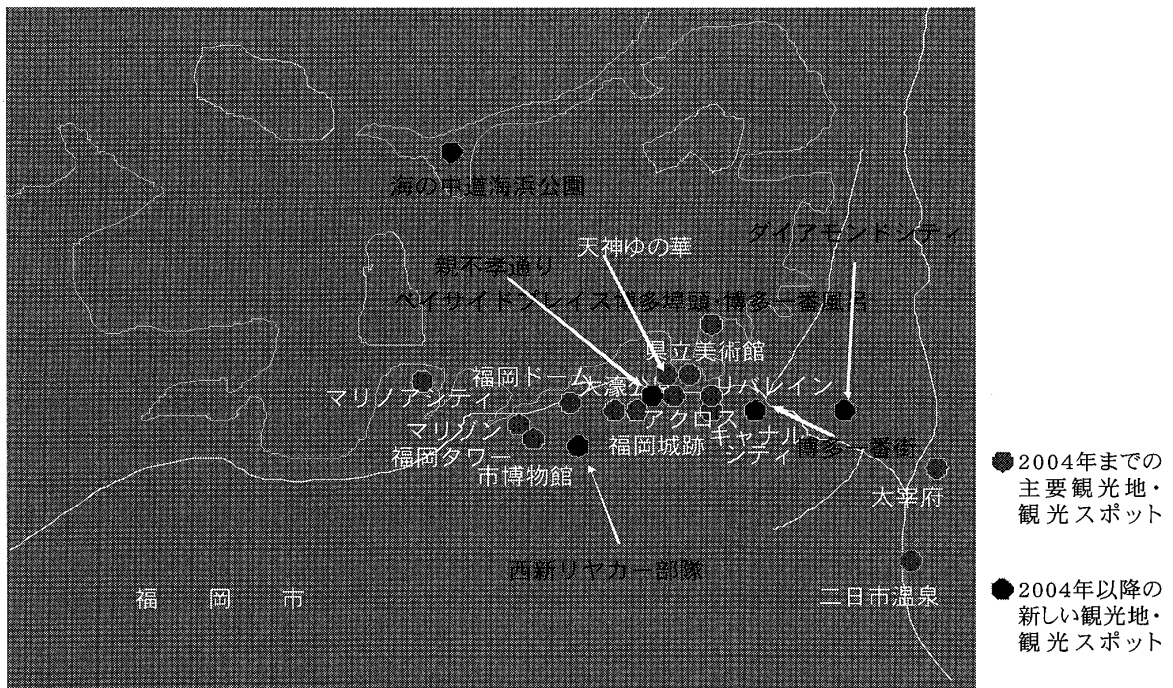 海の中道海浜公園
ダイアモンドシティ
天神ゆの華
親不孝通り
ベイサイドプレイス博多埠頭・博多一番風呂
県立美術館
福岡ドーム
大濠公
リバレイン
マリノアシティ
アクロス
マリゾン
福岡城跡
キャナル
シティ
博多一番街
福岡タワー
市博物館
太宰府
西新リヤカー部隊
福岡市
二日市温泉
2004年までの
主要観光地・
観光スポット
2004年以降の
新しい観光地・
観光スポット